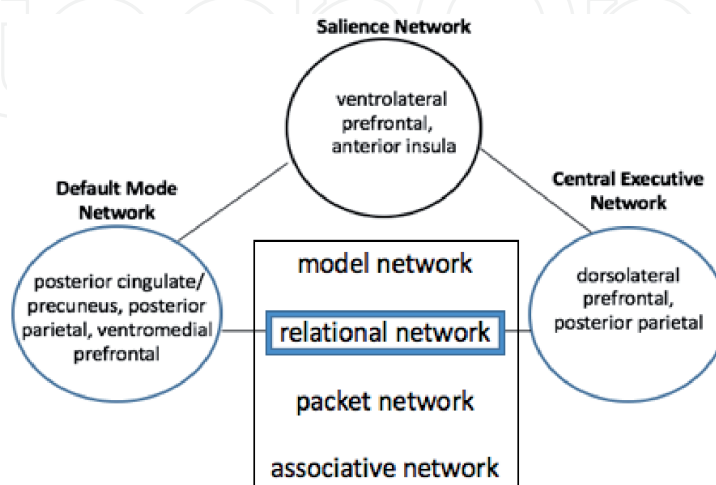 Salience Network
ventrolateral
prefrontal,
anterior insula
Default Mode
Network
Central Executive
Network
posterior cingulate/
precuneus, posterior
parietal, ventromedial
prefrontal
model network
relational network
packet network
associative network
dorsolateral
prefrontal,
posterior parietal